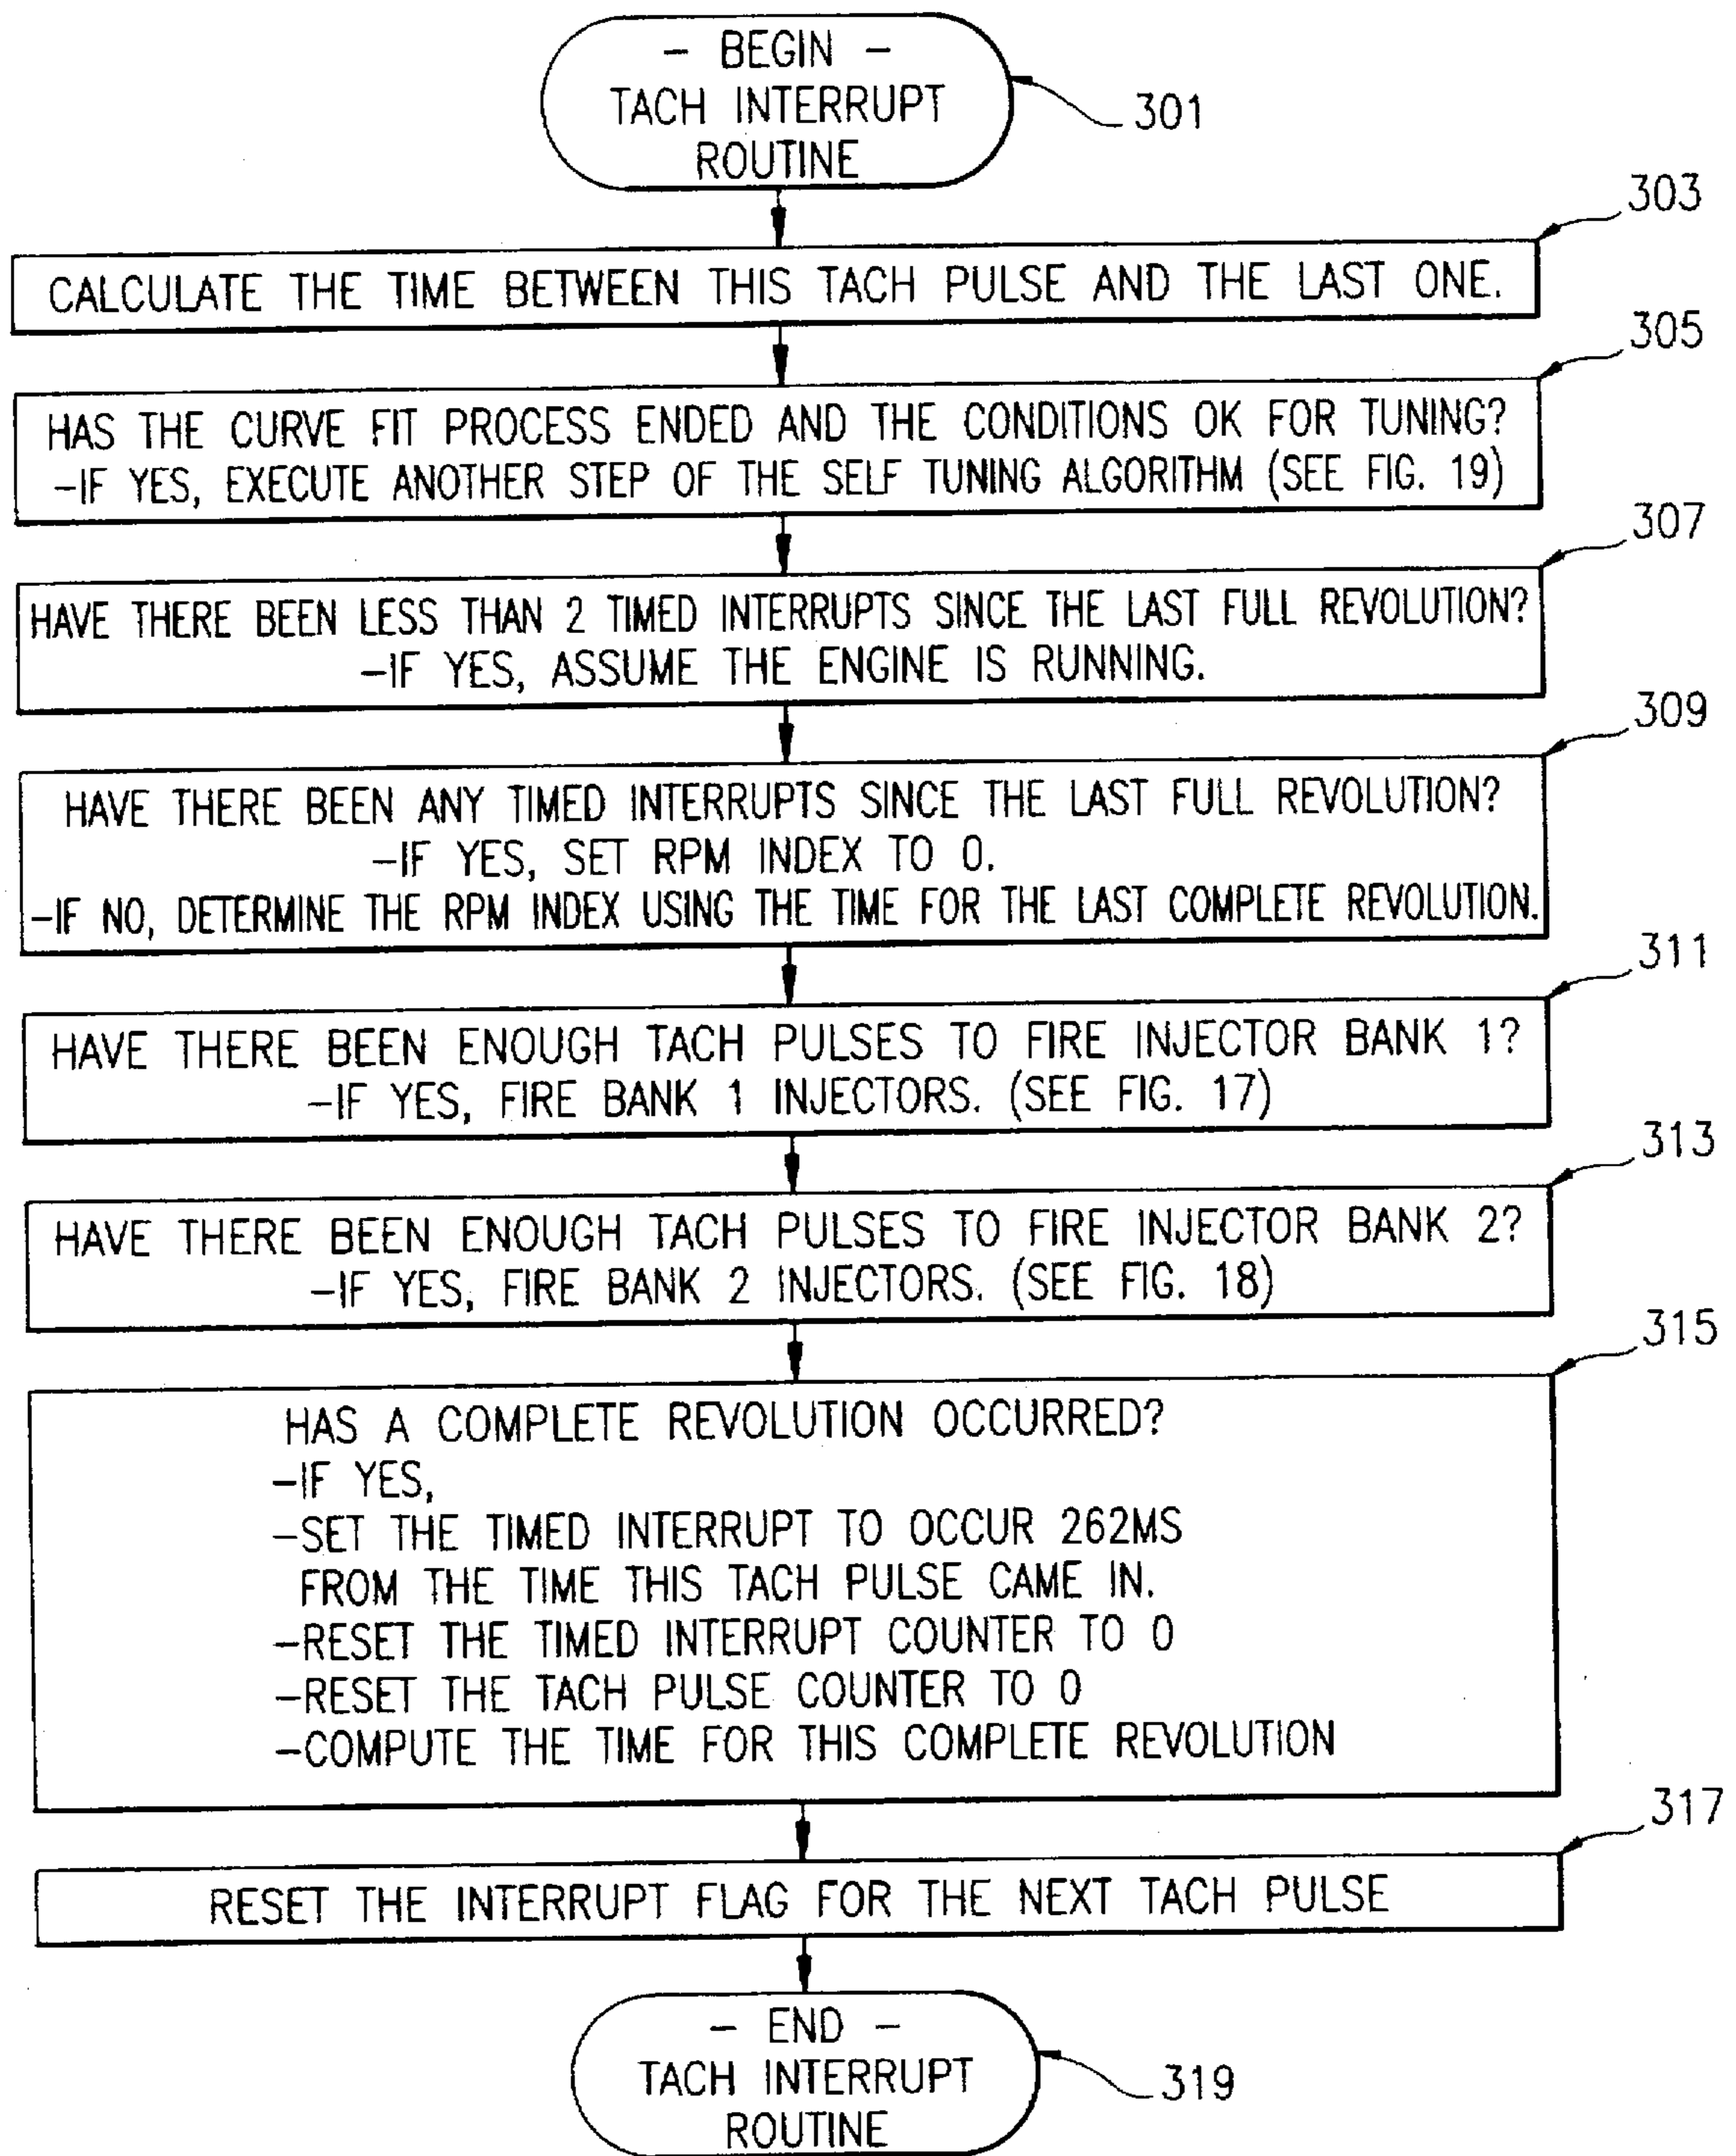 - BEGIN -
TACH INTERRUPT
ROUTINE
301
303
CALCULATE THE TIME BETWEEN THIS TACH PULSE AND THE LAST ONE.
305
HAS THE CURVE FIT PROCESS ENDED AND THE CONDITIONS OK FOR TUNING?
-IF YES, EXECUTE ANOTHER STEP OF THE SELF TUNING ALGORITHM (SEE FIG. 19)
307
HAVE THERE BEEN LESS THAN 2 TIMED INTERRUPTS SINCE THE LAST FULL REVOLUTION?
-IF YES, ASSUME THE ENGINE IS RUNNING.
309
HAVE THERE BEEN ANY TIMED INTERRUPTS SINCE THE LAST FULL REVOLUTION?
-IF YES, SET RPM INDEX TO 0.
-IF NO, DETERMINE THE RPM INDEX USING THE TIME FOR THE LAST COMPLETE REVOLUTION.
311
HAVE THERE BEEN ENOUGH TACH PULSES TO FIRE INJECTOR BANK 1?
-IF YES, FIRE BANK 1 INJECTORS. (SEE FIG. 17)
313
HAVE THERE BEEN ENOUGH TACH PULSES TO FIRE INJECTOR BANK 2?
-IF YES, FIRE BANK 2 INJECTORS. (SEE FIG. 18)
315
HAS A COMPLETE REVOLUTION OCCURRED?
-IF YES,
-SET THE TIMED INTERRUPT TO OCCUR 262MS
FROM THE TIME THIS TACH PULSE CAME IN.
-RESET THE TIMED INTERRUPT COUNTER TO 0
-RESET THE TACH PULSE COUNTER TO 0
-COMPUTE THE TIME FOR THIS COMPLETE REVOLUTION
317
RESET THE INTERRUPT FLAG FOR THE NEXT TACH PULSE
- END -
TACH INTERRUPT
ROUTINE
319